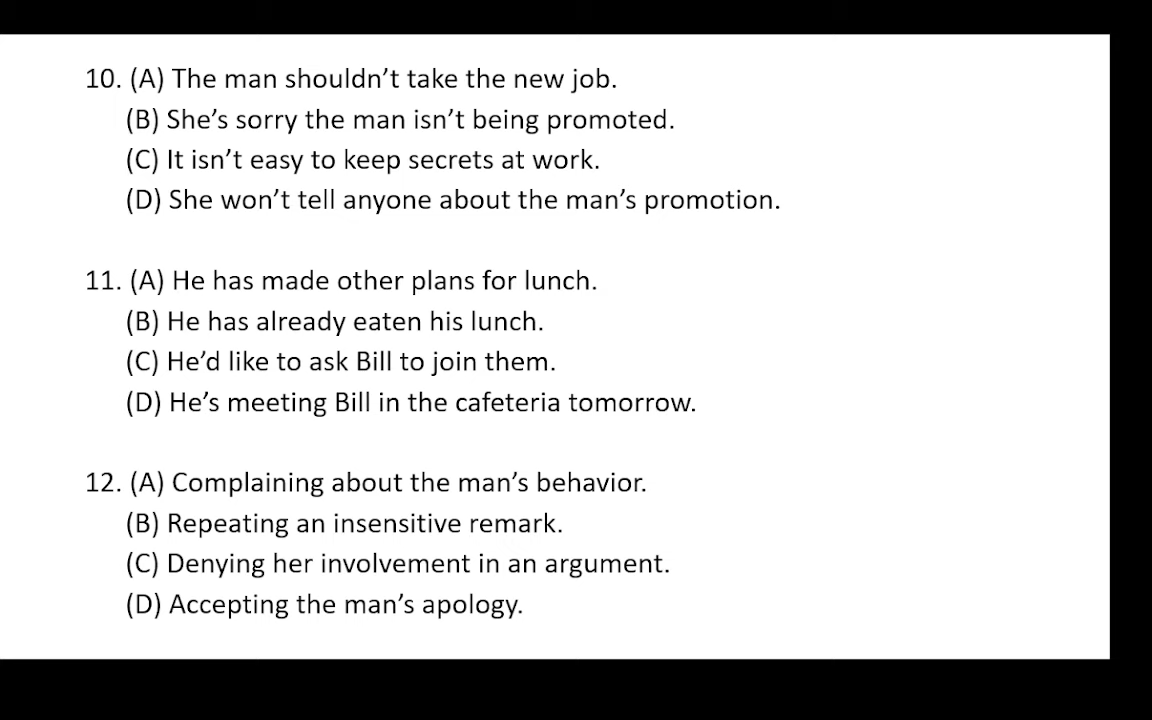 10. (A) The man shouldn’t take the new job.
(B) She’s sorry the man isn’t being promoted.
(C) It isn’t easy to keep secrets at work.
(D) She won’t tell anyone about the man’s promotion.
11. (A) He has made other plans for lunch.
(B) He has already eaten his lunch.
(C) He’d like to ask Bill to join them.
(D) He’s meeting Bill in the cafeteria tomorrow.
12. (A) Complaining about the man’s behavior.
(B) Repeating an insensitive remark.
(C) Denying her involvement in an argument.
(D) Accepting the man’s apology.